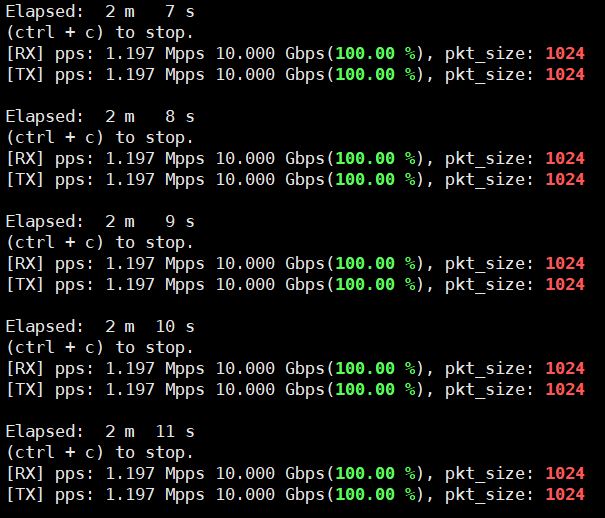 Elapsed:  2 m   7 s
(ctrl + c) to stop.
[RX] pps: 1.197 Mpps 10.000 Gbps(100.00 %), pkt_size: 1024
[TX] pps: 1.197 Mpps 10.000 Gbps(100.00 %), pkt_size: 1024

Elapsed:  2 m   8 s
(ctrl + c) to stop.
[RX] pps: 1.197 Mpps 10.000 Gbps(100.00 %), pkt_size: 1024
[TX] pps: 1.197 Mpps 10.000 Gbps(100.00 %), pkt_size: 1024

Elapsed:  2 m   9 s
(ctrl + c) to stop.
[RX] pps: 1.197 Mpps 10.000 Gbps(100.00 %), pkt_size: 1024
[TX] pps: 1.197 Mpps 10.000 Gbps(100.00 %), pkt_size: 1024

Elapsed:  2 m  10 s
(ctrl + c) to stop.
[RX] pps: 1.197 Mpps 10.000 Gbps(100.00 %), pkt_size: 1024
[TX] pps: 1.197 Mpps 10.000 Gbps(100.00 %), pkt_size: 1024

Elapsed:  2 m  11 s
(ctrl + c) to stop.
[RX] pps: 1.197 Mpps 10.000 Gbps(100.00 %), pkt_size: 1024
[TX] pps: 1.197 Mpps 10.000 Gbps(100.00 %), pkt_size: 1024